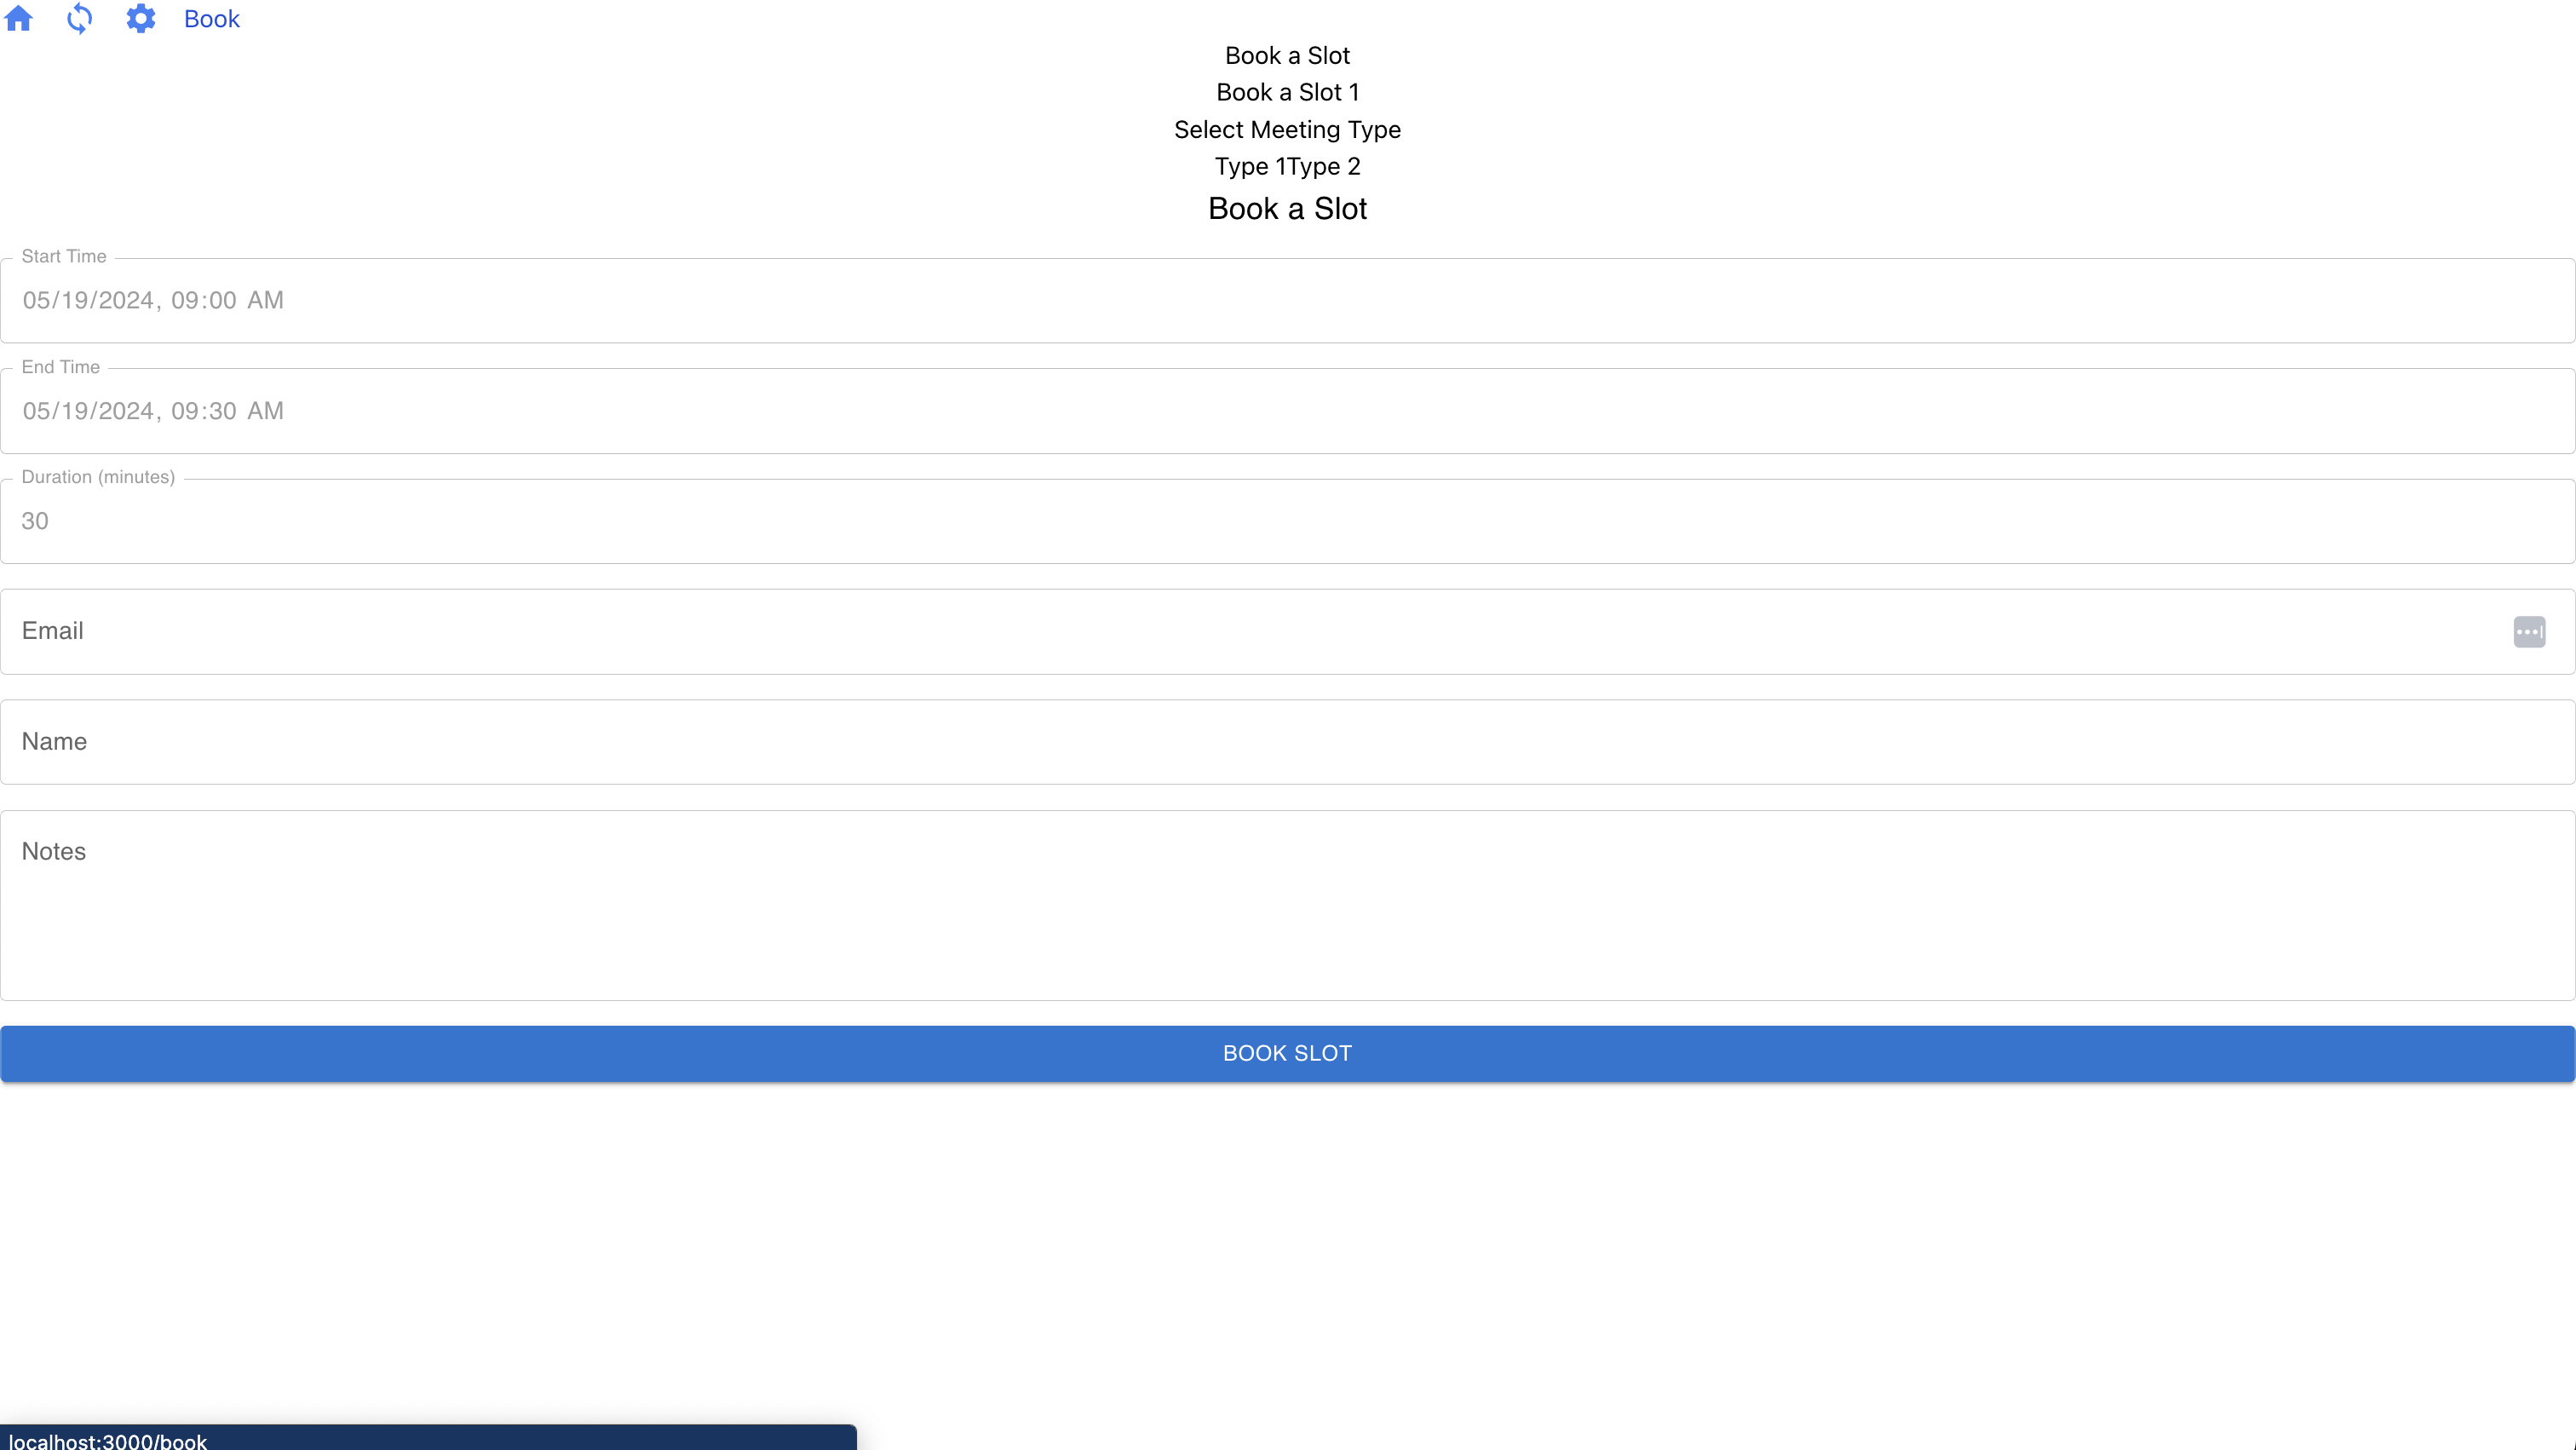 Book
Book a Slot
Book a Slot 1
Select Meeting Type
Type 1Type 2
Book a Slot
Start Time
05/19/2024, 09:00 AM
End Time
05/19/2024, 09:30 AM
Duration (minutes)
30
Email
Name
Notes
BOOK SLOT
localhost:3000/book